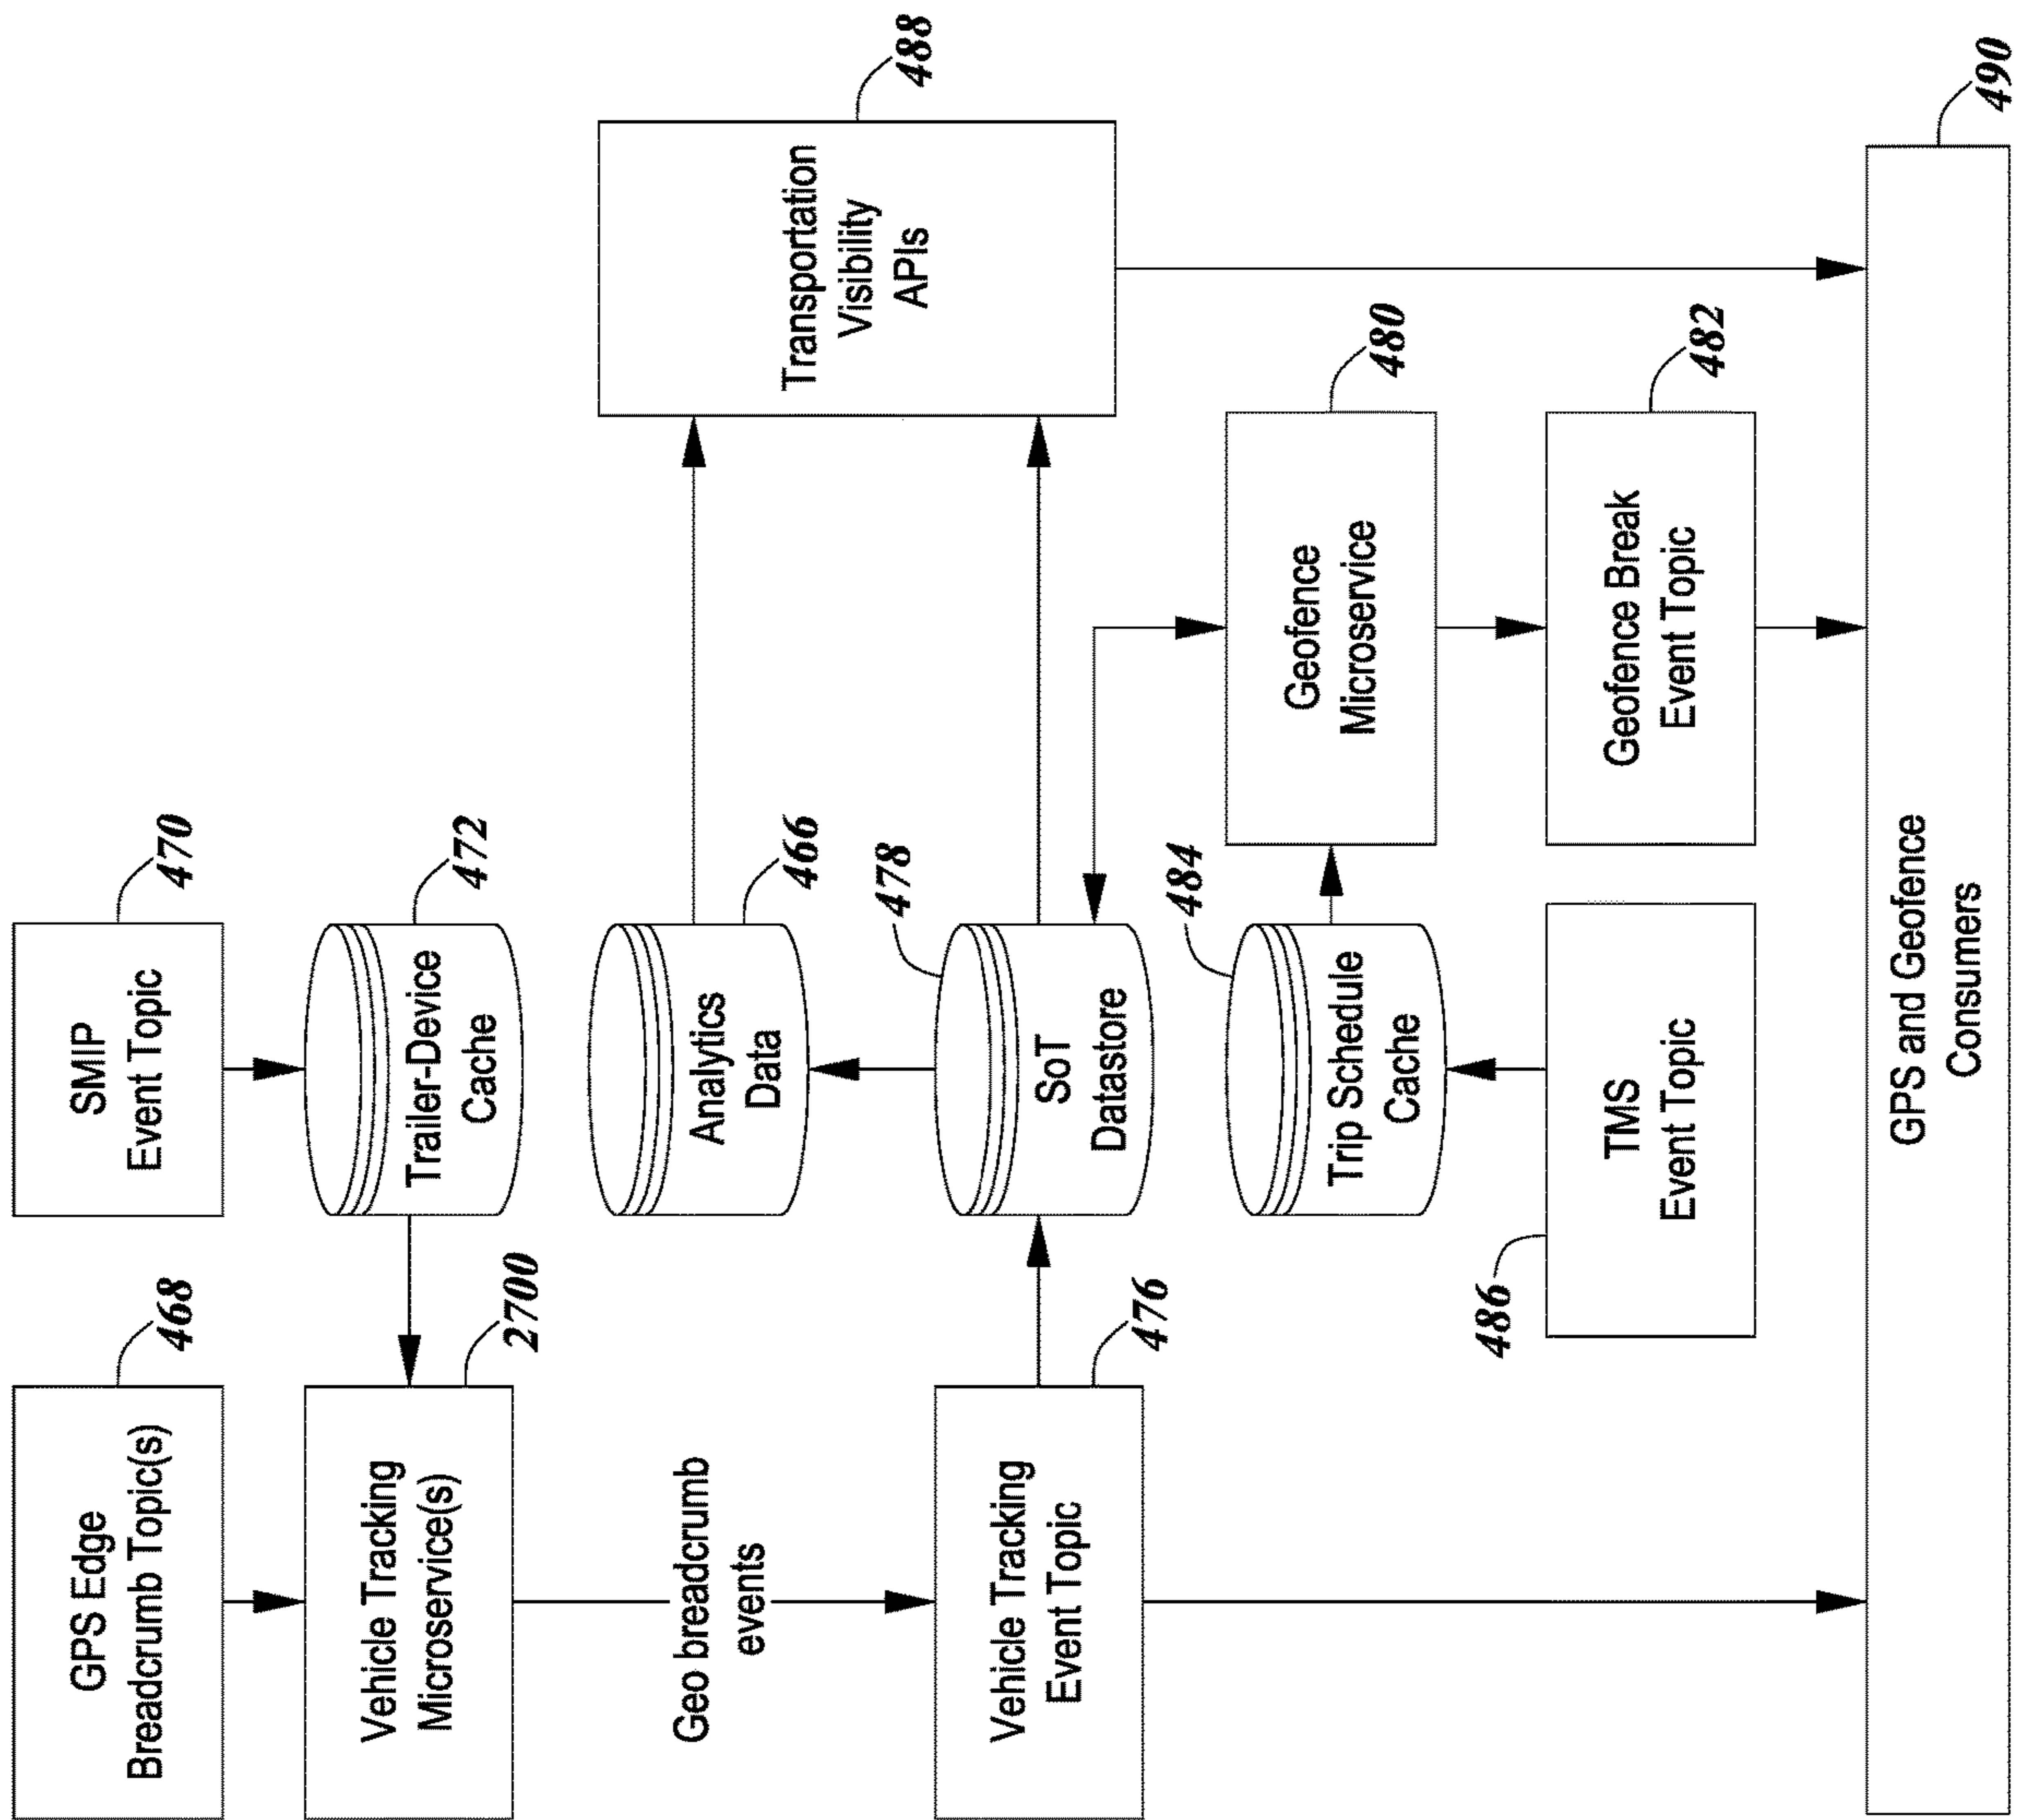 GPS Edge
Breadcrumb Topic(s)
468
SMIP
Event Topic
470
Vehicle Tracking
Microservice(s)
2700
Trailer-Device
Cache
472
Geo breadcrumb
events
Analytics
Data
466
Transportation
Visibility
APIs
488
Vehicle Tracking
Event Topic
476
SoT
Datastore
478
Trip Schedule
Cache
484
Geofence
Microservice
480
TMS
Event Topic
486
Geofence Break
Event Topic
482
GPS and Geofence
Consumers
490